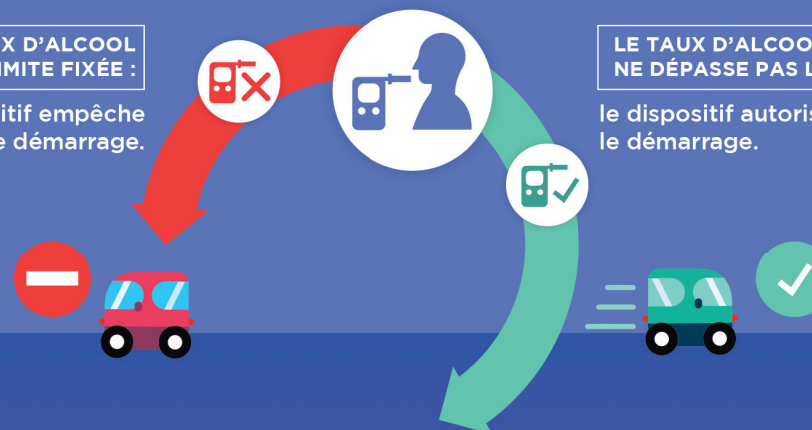 X D'ALCOOL
IMITE FIXÉE :
itif empêche
e démarrage.
LE TAUX D'ALCOO
NE DÉPASSE PAS L
le dispositif autoris
le démarrage.